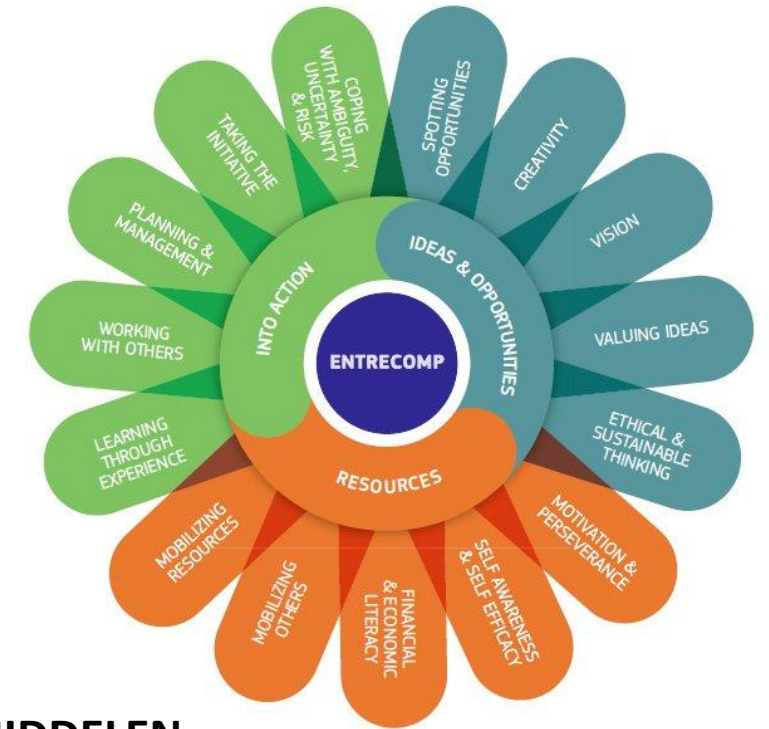 COPING
WITH AMBIGUITY,
UNCERTAINTY
& RISK
SPOTTING
OPPORTUNITIES
CREATIVITY
VISION
VALUING IDEAS
ETHICAL &
SUSTAINABLE
THINKING
MOTIVATION &
PERSEVERANCE
SELF AWARENESS
& SELF EFFICACY
FINANCIAL
& ECONOMIC
LITERACY
MOBILIZING
OTHERS
MOBILIZING
RESOURCES
LEARNING
THROUGH
EXPERIENCE
WORKING
WITH OTHERS
PLANNING &
MANAGEMENT
TAKING THE
INITIATIVE
INTO ACTION
IDEAS & OPPORTUNITIES
RESOURCES
ENTRECOMP